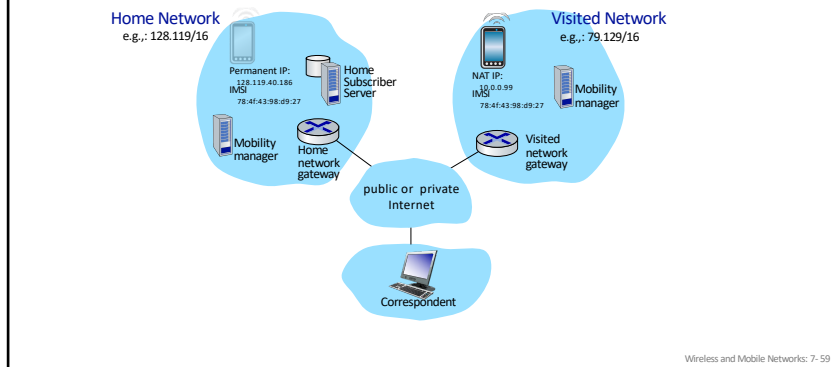 Home Network
e.g.,: 128.119/16
Permanent IP:
128.119.40.186
IMSI
78:4f:43:98:d9:27
Home
Subscriber
Server
Mobility
manager
Home
network
gateway
Visited Network
e.g.,: 79.129/16
NAT IP:
10.0.0.99
IMSI
78:4f:43:98:d9:27
Mobility
manager
Visited
network
gateway
public or private
Internet
Correspondent
Wireless and Mobile Networks: 7- 59